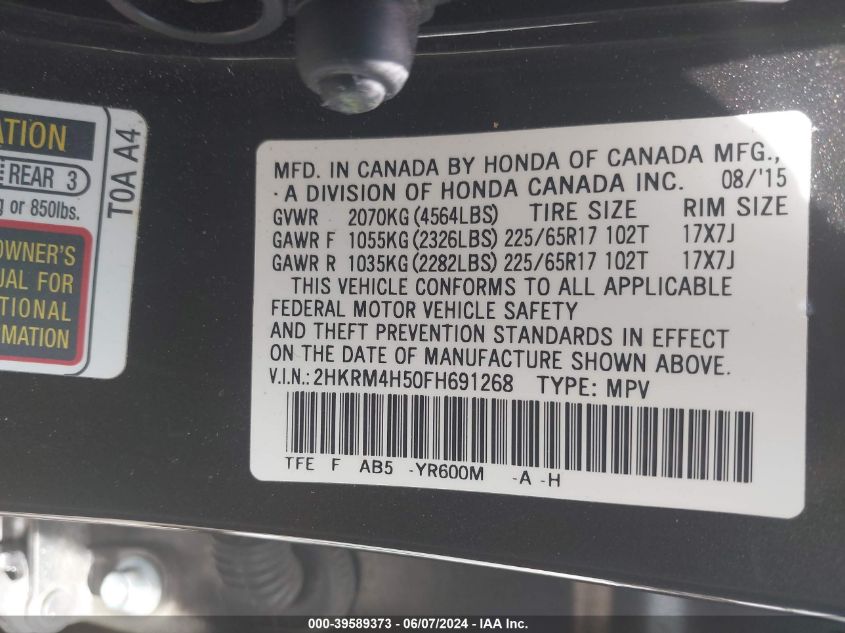 ATION
E REAR 3
g or 850lbs.
OWNER'S
UAL FOR
TIONAL
RMATION
TOA A4
MFD. IN CANADA BY HONDA OF CANADA MFG.,
A DIVISION OF HONDA CANADA INC. 08/'15
GVWR 2070KG (4564LBS) TIRE SIZE RIM SIZE
GAWR F 1055KG (2326LBS) 225/65R17 102T 17X7J
GAWR R 1035KG (2282LBS) 225/65R17 102T 17X7J
THIS VEHICLE CONFORMS TO ALL APPLICABLE
FEDERAL MOTOR VEHICLE SAFETY
AND THEFT PREVENTION STANDARDS IN EFFECT
ON THE DATE OF MANUFACTURE SHOWN ABOVE.
V.I.N.: 2HKRM4H50FH691268 TYPE: MPV
TFE F AB5 -YR600M -A -H
000-39589373 - 06/07/2024 - IAA Inc.